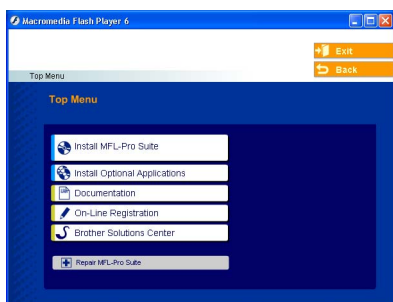 Macromedia Flash Player 6
Exit
Back
Top Menu
Top Menu
Install MFL-Pro Suite
Install Optional Applications
Documentation
On-Line Registration
Brother Solutions Center
Repair MFL-Pro Suite